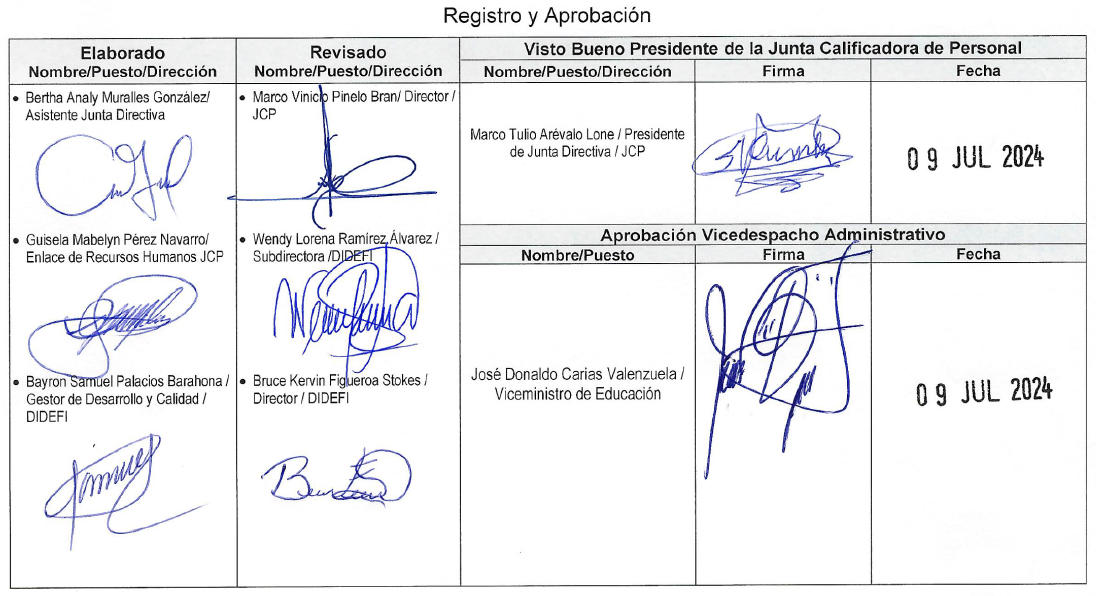 Registro y Aprobación
Elaborado
Nombre/Puesto/Dirección
Revisado
Nombre/Puesto/Dirección
Visto Bueno Presidente de la Junta Calificadora de Personal
Nombre/Puesto/Dirección
Firma
Fecha
• Bertha Analy Muralles González/
Asistente Junta Directiva
• Marco Vinicio Pinelo Bran/ Director /
JCP
Marco Tulio Arévalo Lone / Presidente
de Junta Directiva / JCP
09 JUL 2024
• Guisela Mabelyn Pérez Navarro/
Enlace de Recursos Humanos JCP
• Wendy Lorena Ramírez Álvarez /
Subdirectora /DIDEFI
Aprobación Vicedespacho Administrativo
Nombre/Puesto
Firma
Fecha
• Bayron Samuel Palacios Barahona /
Gestor de Desarrollo y Calidad /
DIDEFI
• Bruce Kervin Figueroa Stokes /
Director / DIDEFI
José Donaldo Carias Valenzuela /
Viceministro de Educación
09 JUL 2024